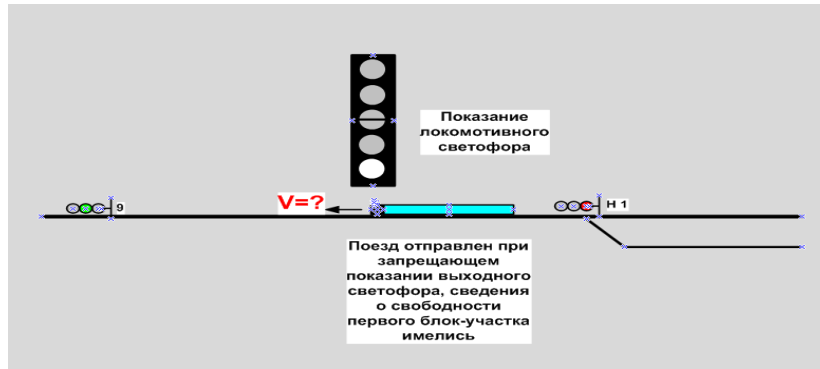 Показание
локомотивного
светофора
V=?
9
Н 1
Поезд отправлен при
запрещающем
показании выходного
светофора, сведения
о свободности
первого блок-участка
имелись